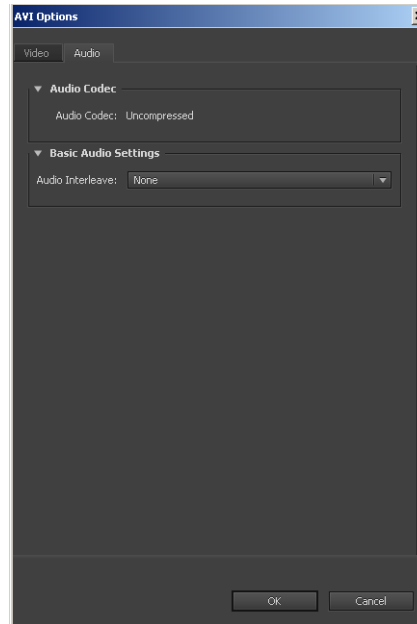 AVI Options
Video Audio
Audio Codec
Audio Codec: Uncompressed
Basic Audio Settings
Audio Interleave: None
OK Cancel